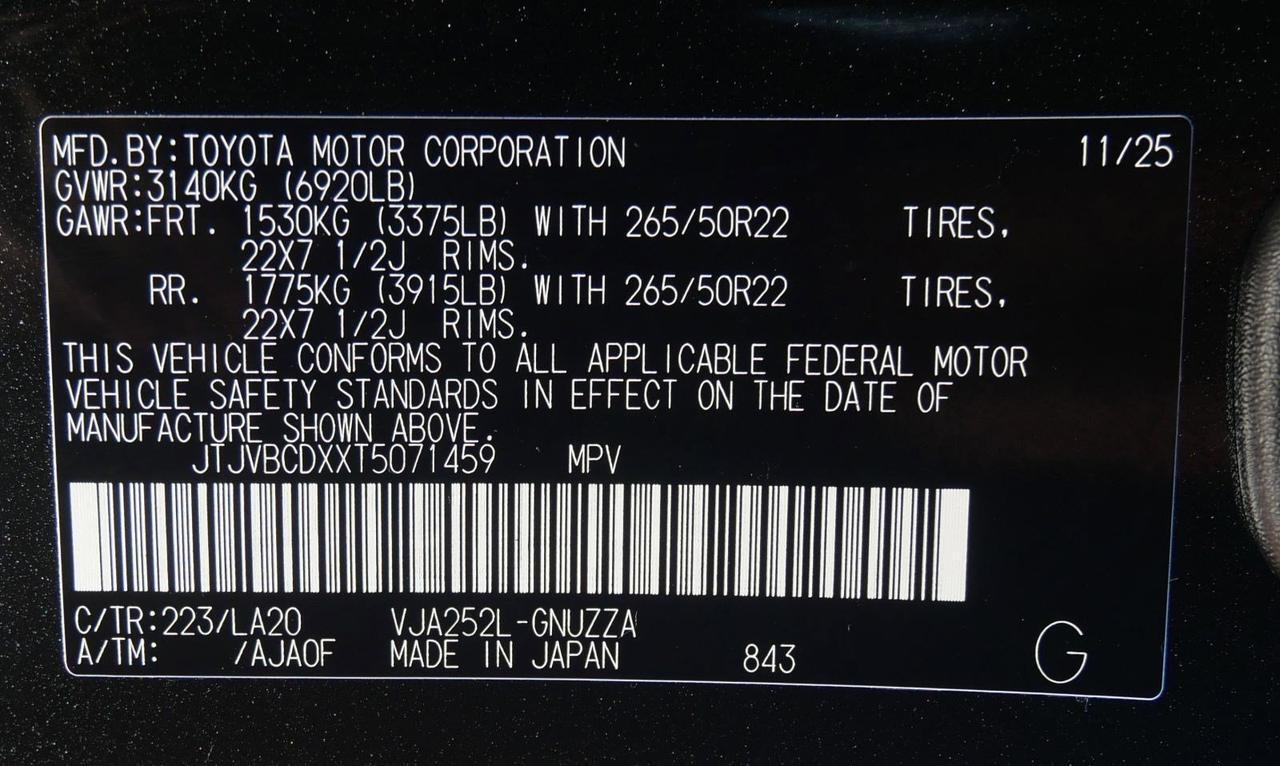 MFD.BY:TOYOTA MOTOR CORPORATION 11/25
GVWR:3140KG (6920LB)
GAWR:FRT. 1530KG (3375LB) WITH 265/50R22 TIRES,
22X7 1/2J RIMS.
RR. 1775KG (3915LB) WITH 265/50R22 TIRES,
22X7 1/2J RIMS.
THIS VEHICLE CONFORMS TO ALL APPLICABLE FEDERAL MOTOR
VEHICLE SAFETY STANDARDS IN EFFECT ON THE DATE OF
MANUFACTURE SHOWN ABOVE.
JTJVBCDXXT5071459 MPV
C/TR:223/LA20 VJA252L-GNUZZA
A/TM: /AJA0F MADE IN JAPAN 843 G